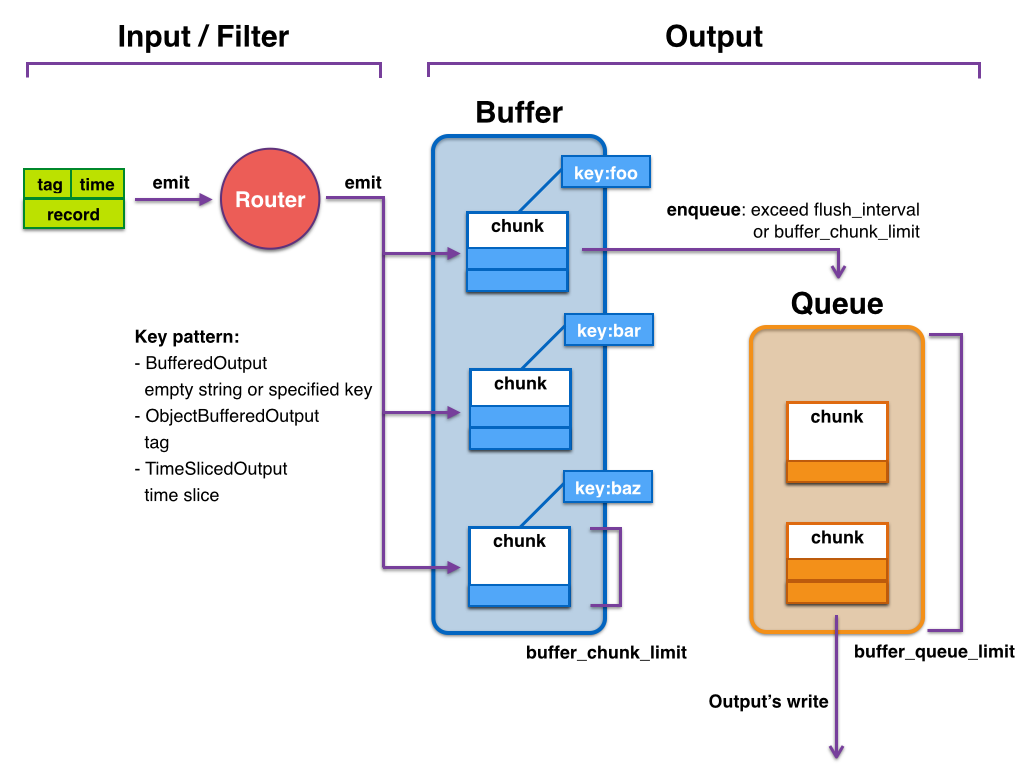 Input / Filter
Output
Buffer
key:foo
tag time
record
emit
Router
emit
chunk
enqueue: exceed flush_interval
or buffer_chunk_limit
Queue
key:bar
chunk
Key pattern:
- BufferedOutput
empty string or specified key
- ObjectBufferedOutput
tag
- TimeSlicedOutput
time slice
chunk
key:baz
chunk
chunk
buffer_chunk_limit
buffer_queue_limit
Output's write